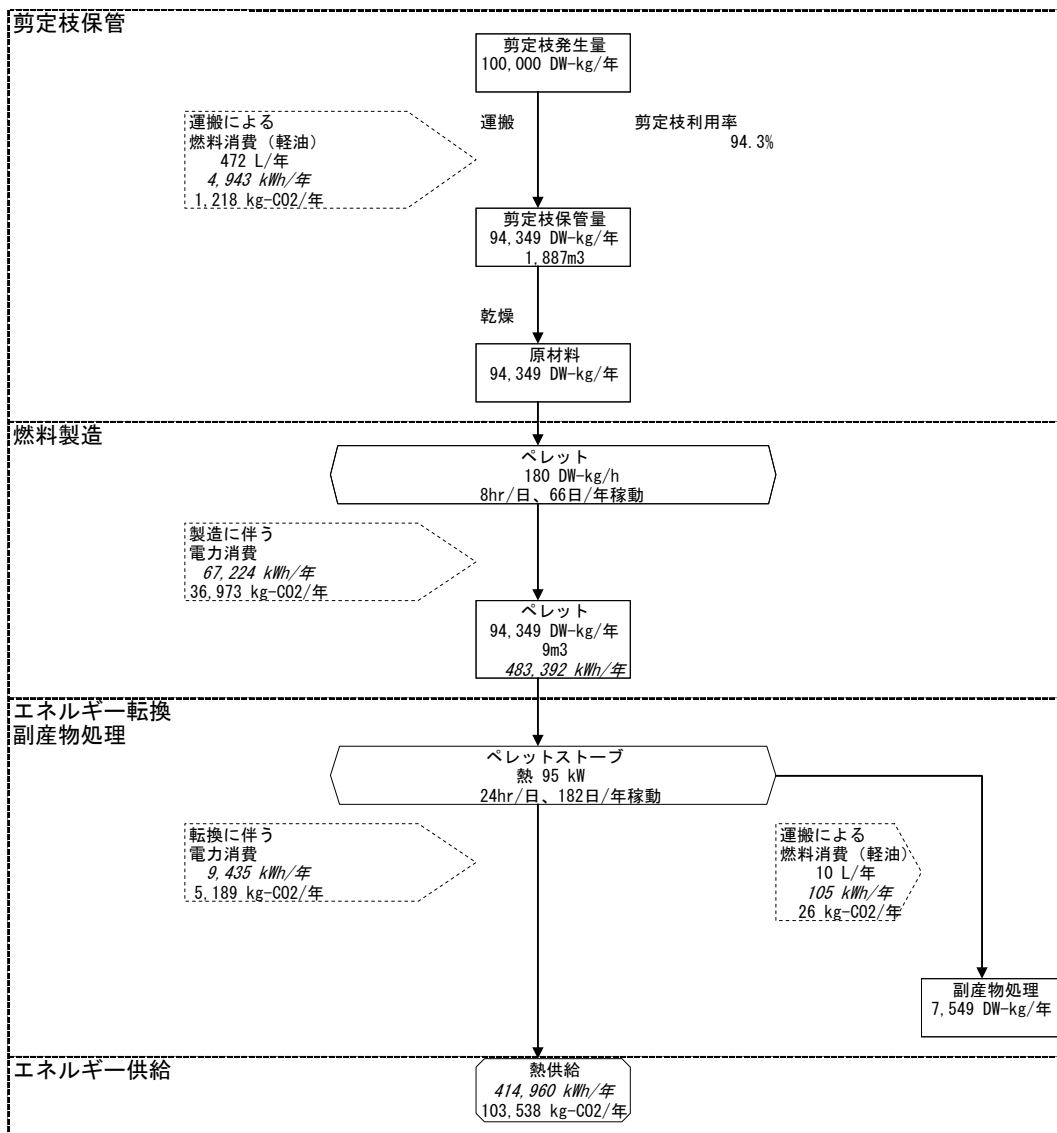 剪定枝保管
剪定枝発生量
100,000 DW-kg/年
運搬による
燃料消費（軽油）
472 L/年
4,943 kWh/年
1,218 kg-CO2/年
運搬
剪定枝利用率
94.3%
剪定枝保管量
94,349 DW-kg/年
1,887m3
乾燥
原材料
94,349 DW-kg/年
燃料製造
ペレット
180 DW-kg/h
8hr/日、66日/年稼動
製造に伴う
電力消費
67,224 kWh/年
36,973 kg-CO2/年
ペレット
94,349 DW-kg/年
9m3
483,392 kWh/年
エネルギー転換
副産物処理
ペレットストーブ
熱 95 kW
24hr/日、182日/年稼動
転換に伴う
電力消費
9,435 kWh/年
5,189 kg-CO2/年
運搬による
燃料消費（軽油）
10 L/年
105 kWh/年
26 kg-CO2/年
副産物処理
7,549 DW-kg/年
エネルギー供給
熱供給
414,960 kWh/年
103,538 kg-CO2/年